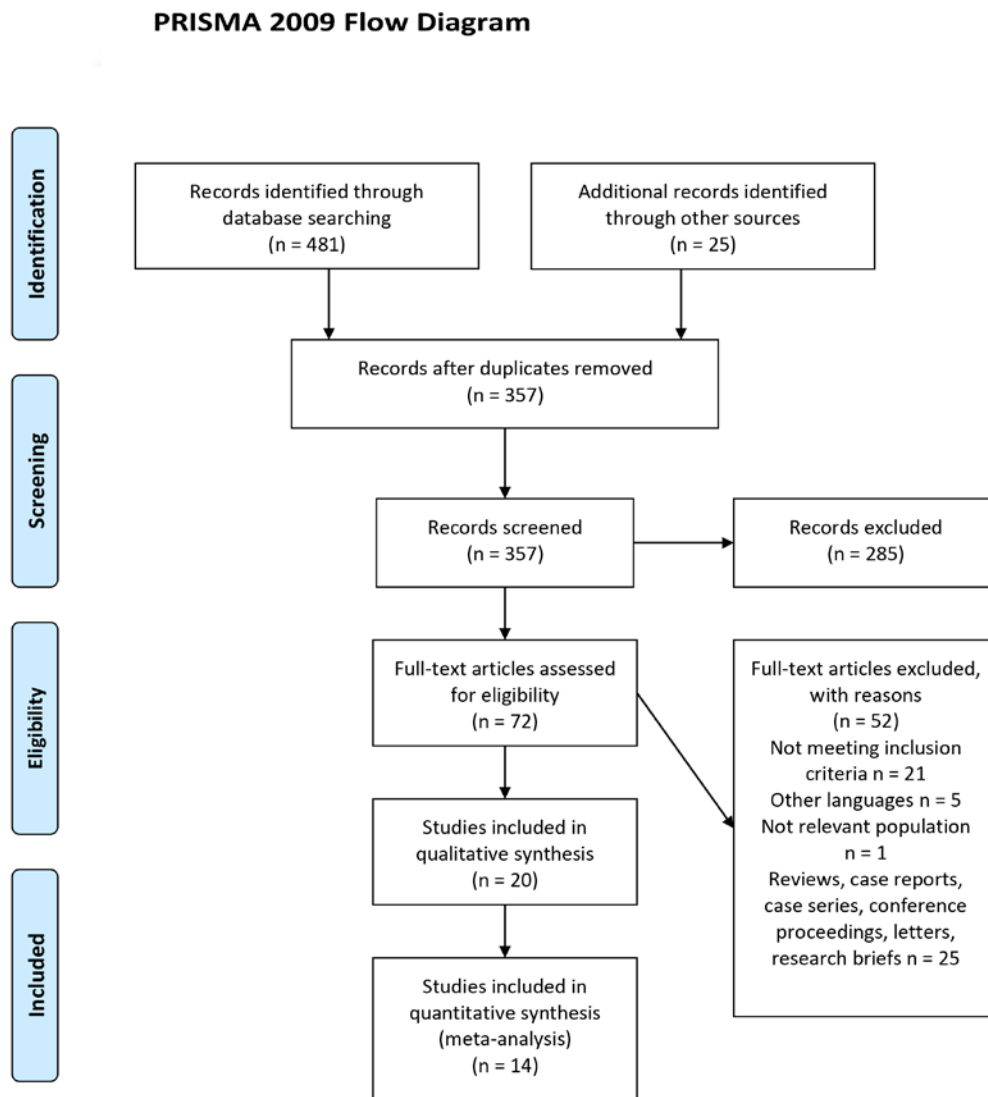 PRISMA 2009 Flow Diagram
Identification
Records identified through
database searching
(n = 481)
Additional records identified
through other sources
(n = 25)
Records after duplicates removed
(n = 357)
Screening
Records screened
(n = 357)
Records excluded
(n = 285)
Eligibility
Full-text articles assessed
for eligibility
(n = 72)
Full-text articles excluded,
with reasons
(n = 52)
Not meeting inclusion
criteria n = 21
Other languages n = 5
Not relevant population
n = 1
Reviews, case reports,
case series, conference
proceedings, letters,
research briefs n = 25
Studies included in
qualitative synthesis
(n = 20)
Included
Studies included in
quantitative synthesis
(meta-analysis)
(n = 14)